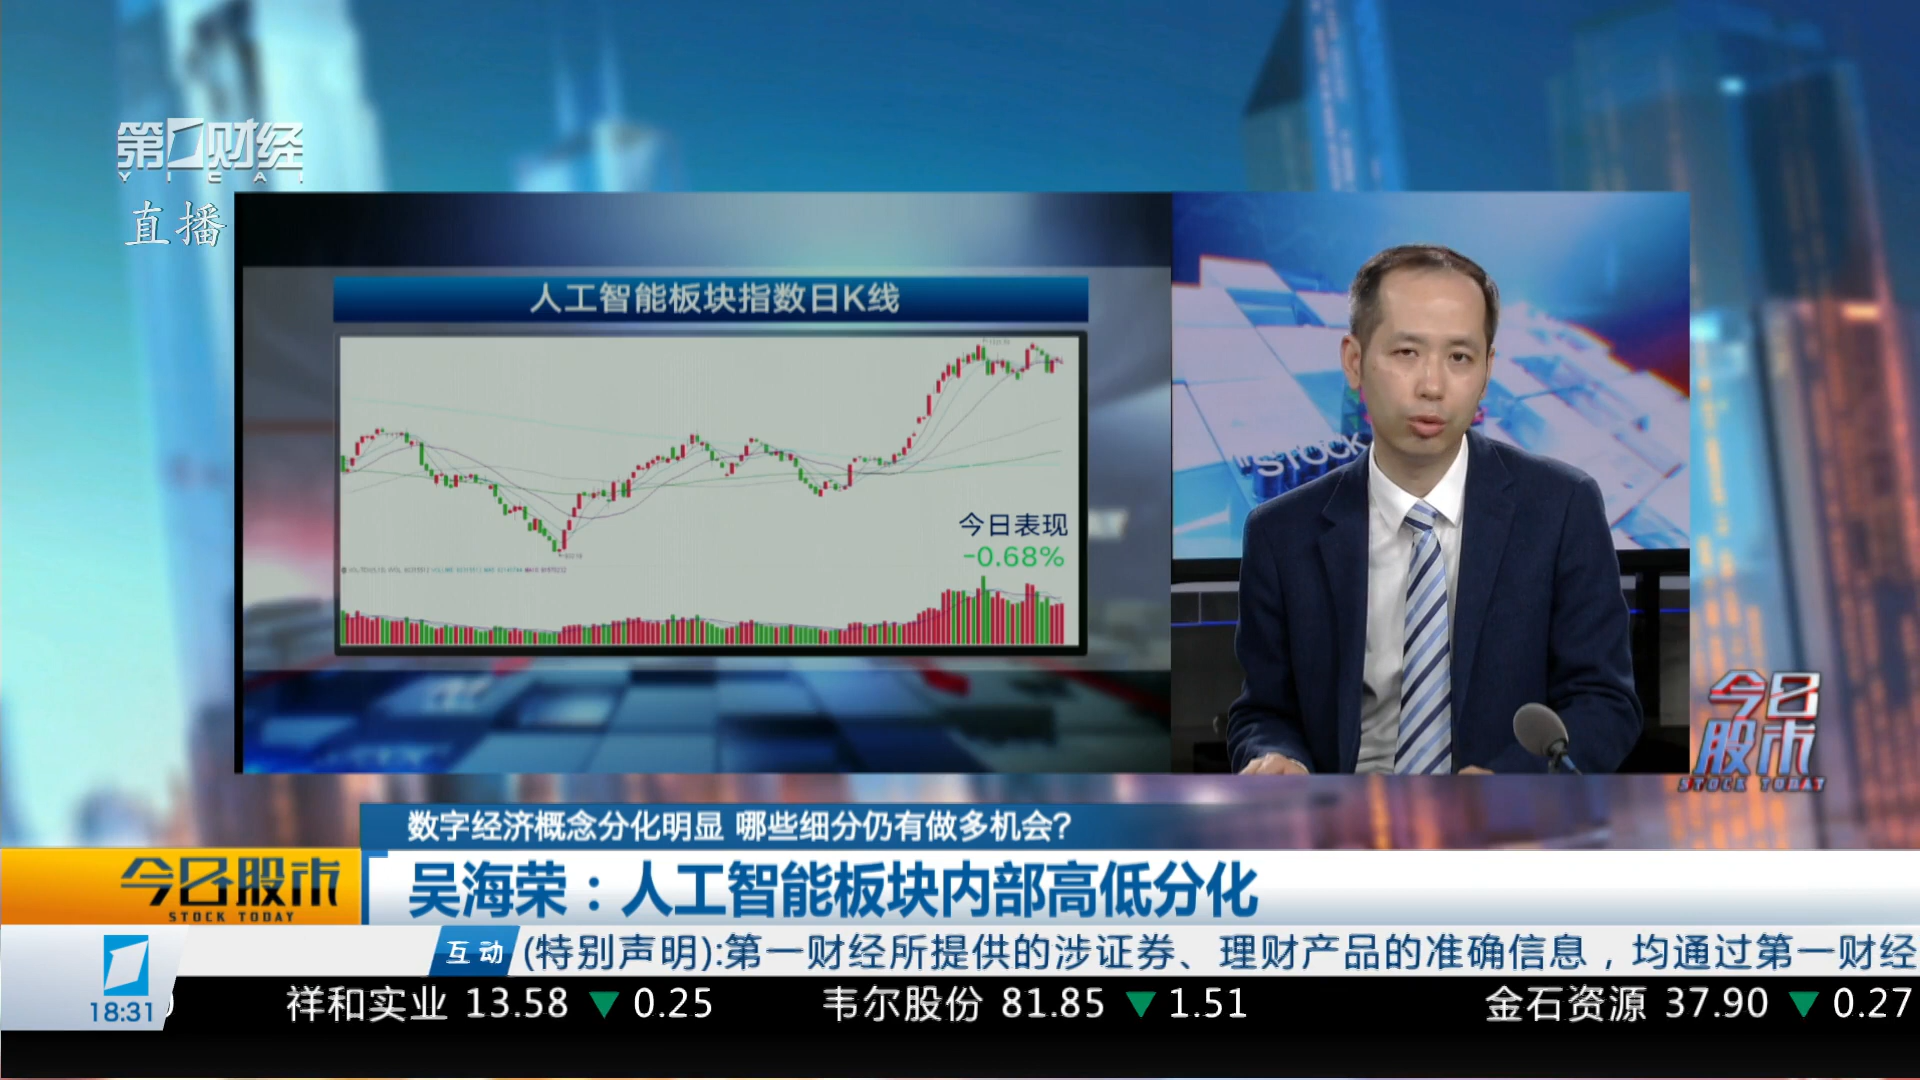 第一财经
YICAI
直播
人工智能板块指数日K线
今日表现
-0.68%
STOCK
今日
股市
STOCK TODAY
数字经济概念分化明显 哪些细分仍有做多机会?
今日股市
STOCK TODAY
吴海荣：人工智能板块内部高低分化
互动
(特别声明):第一财经所提供的涉证券、理财产品的准确信息，均通过第一财经
18:31
祥和实业 13.58 ▼ 0.25 韦尔股份 81.85 ▼ 1.51 金石资源 37.90 ▼ 0.27